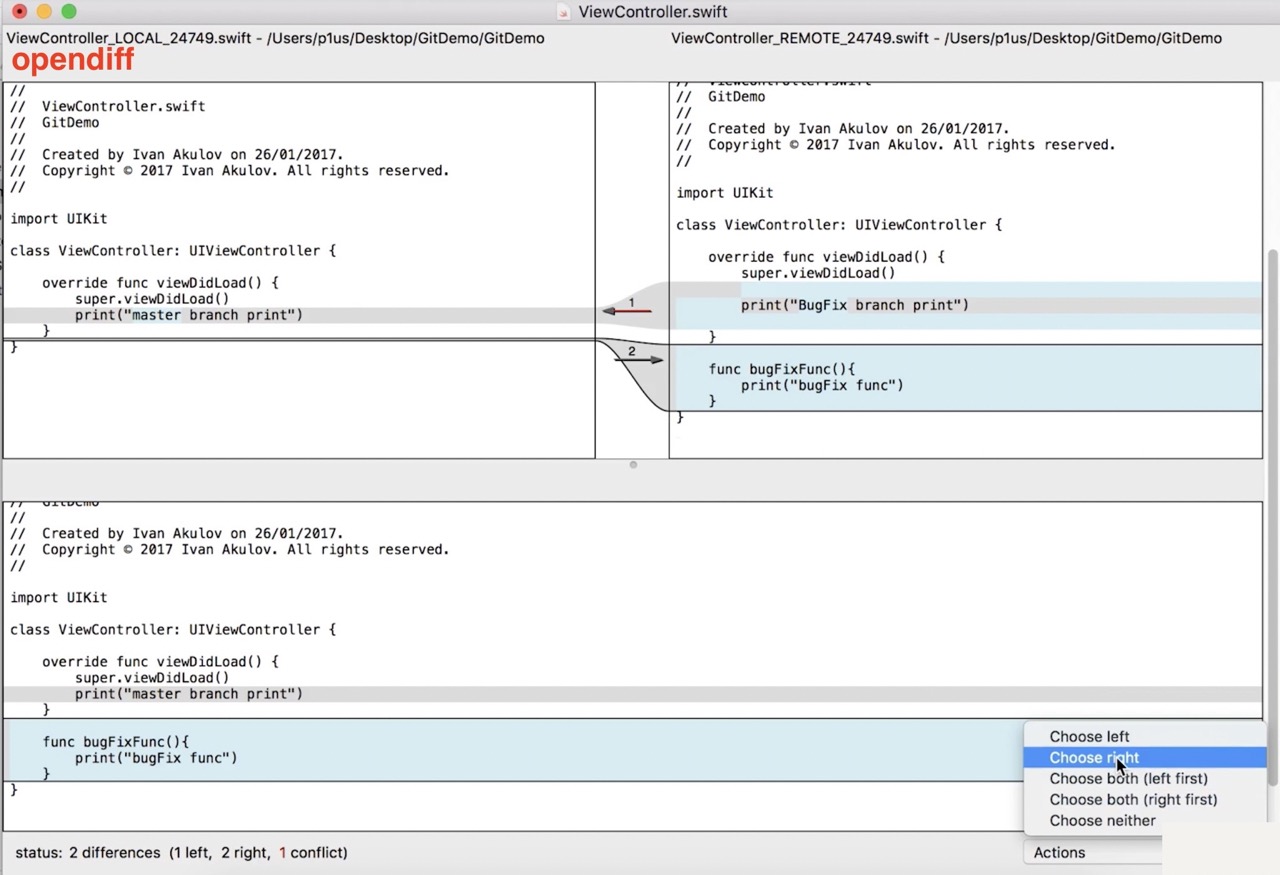 ViewController.swift
ViewController_LOCAL_24749.swift - /Users/p1us/Desktop/GitDemo/GitDemo
ViewController_REMOTE_24749.swift - /Users/p1us/Desktop/GitDemo/GitDemo
opendiff
//
//  ViewController.swift
//  GitDemo
//
//  Created by Ivan Akulov on 26/01/2017.
//  Copyright © 2017 Ivan Akulov. All rights reserved.
//
import UIKit
class ViewController: UIViewController {
    override func viewDidLoad() {
        super.viewDidLoad()
        print("master branch print")
    }
}
1
2
//  ViewController.swift
//  GitDemo
//
//  Created by Ivan Akulov on 26/01/2017.
//  Copyright © 2017 Ivan Akulov. All rights reserved.
//
import UIKit
class ViewController: UIViewController {
    override func viewDidLoad() {
        super.viewDidLoad()
        print("BugFix branch print")
    }
    func bugFixFunc(){
        print("bugFix func")
    }
}
//  GitDemo
//
//  Created by Ivan Akulov on 26/01/2017.
//  Copyright © 2017 Ivan Akulov. All rights reserved.
//
import UIKit
class ViewController: UIViewController {
    override func viewDidLoad() {
        super.viewDidLoad()
        print("master branch print")
    }
    func bugFixFunc(){
        print("bugFix func")
    }
}
Choose left
Choose right
Choose both (left first)
Choose both (right first)
Choose neither
status: 2 differences (1 left, 2 right, 1 conflict)
Actions